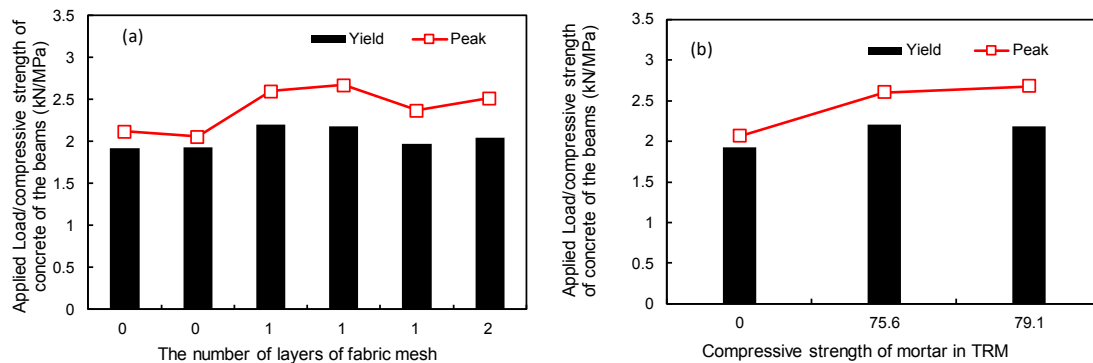 (a)
Yield
Peak
3.5
3
2.5
2
1.5
1
0.5
0
Applied Load/compressive strength of
concrete of the beams (kN/MPa)
0 0 1 1 1 2
The number of layers of fabric mesh
(b)
Yield
Peak
3.5
3
2.5
2
1.5
1
0.5
0
Applied Load/compressive strength
of concrete of the beams (kN/MPa)
0 75.6 79.1
Compressive strength of mortar in TRM